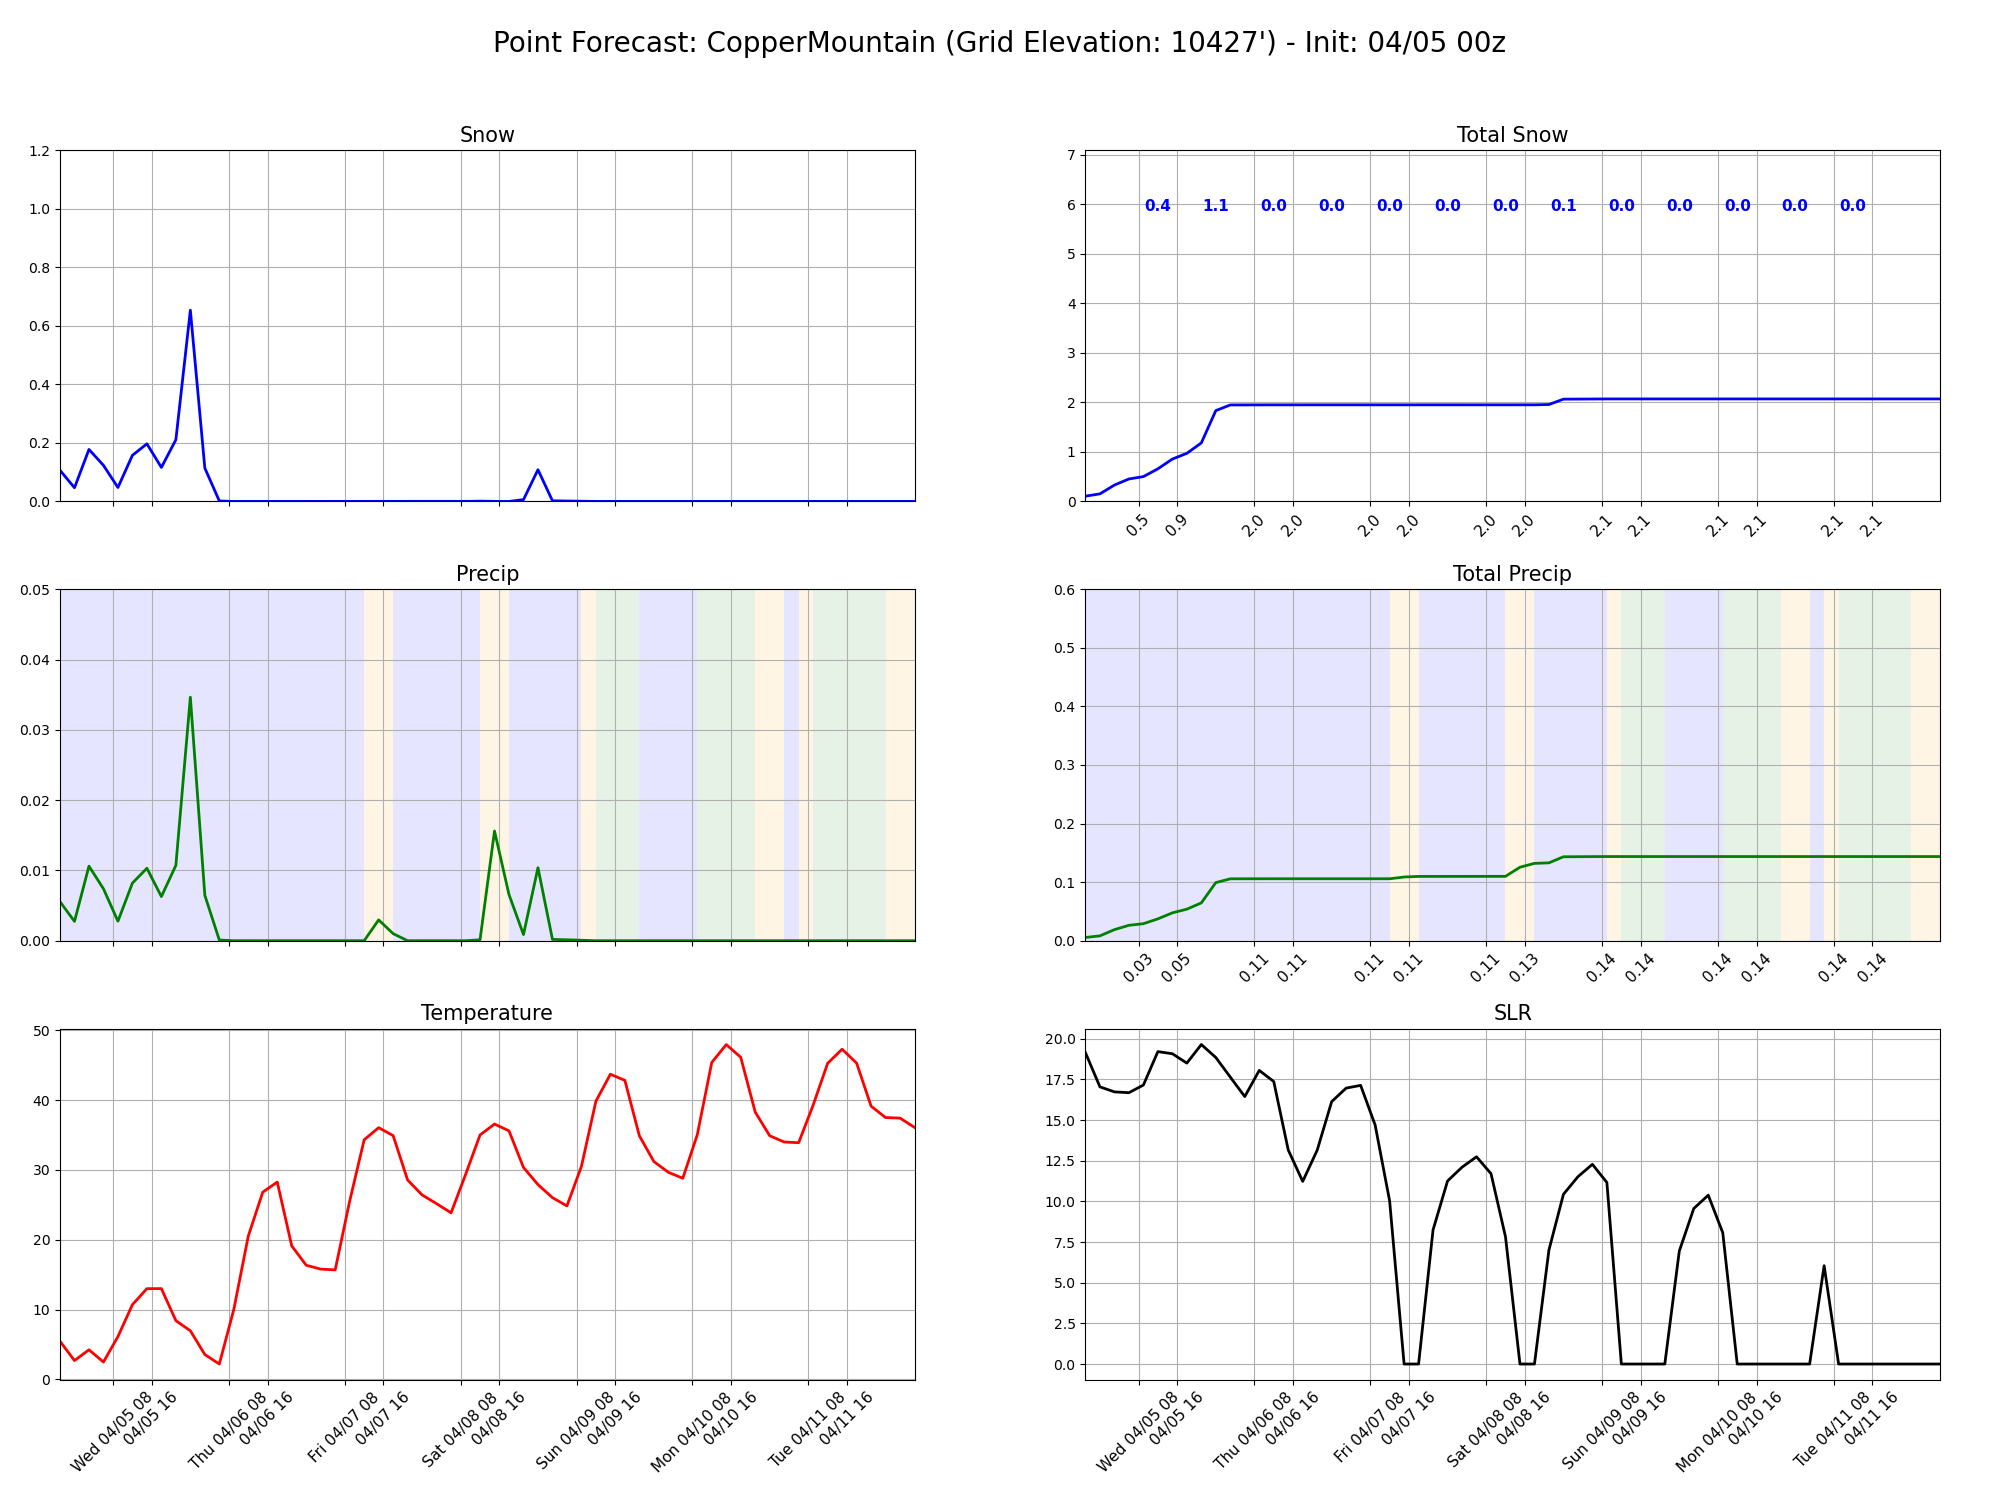 Point Forecast: CopperMountain (Grid Elevation: 10427') - Init: 04/05 00z
Snow
1.2
1.0
0.8
0.6
0.4
0.2
0.0
Total Snow
7
6
5
4
3
2
1
0
0.4 1.1 0.0 0.0 0.0 0.0 0.0 0.1 0.0 0.0 0.0 0.0 0.0
0.5 0.9 2.0 2.0 2.0 2.0 2.0 2.0 2.1 2.1 2.1 2.1 2.1 2.1
Precip
0.05
0.04
0.03
0.02
0.01
0.00
Total Precip
0.6
0.5
0.4
0.3
0.2
0.1
0.0
0.03 0.05 0.11 0.11 0.11 0.11 0.11 0.13 0.14 0.14 0.14 0.14 0.14 0.14
Temperature
50
40
30
20
10
0
Wed 04/05 08
04/05 16
Thu 04/06 08
04/06 16
Fri 04/07 08
04/07 16
Sat 04/08 08
04/08 16
Sun 04/09 08
04/09 16
Mon 04/10 08
04/10 16
Tue 04/11 08
04/11 16
SLR
20.0
17.5
15.0
12.5
10.0
7.5
5.0
2.5
0.0
Wed 04/05 08
04/05 16
Thu 04/06 08
04/06 16
Fri 04/07 08
04/07 16
Sat 04/08 08
04/08 16
Sun 04/09 08
04/09 16
Mon 04/10 08
04/10 16
Tue 04/11 08
04/11 16